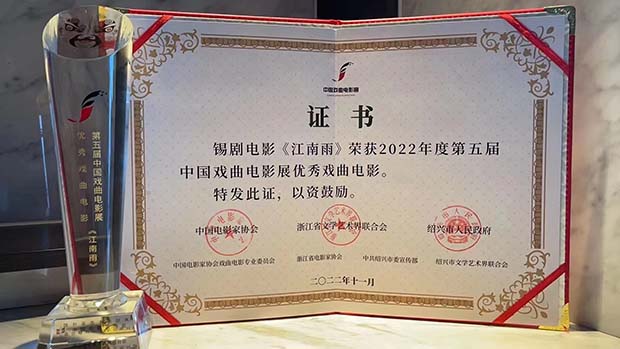 第五届中国戏曲电影展《江南雨》
优秀戏曲电影
中国戏曲电影展
证书
锡剧电影《江南雨》荣获2022年度第五届
中国戏曲电影展优秀戏曲电影。
特发此证，以资鼓励。
中国电影家协会 浙江省文学艺术界联合会 绍兴市人民政府
中国电影家协会戏曲电影专业委员会 浙江省电影家协会 中共绍兴市委宣传部 绍兴市文学艺术界联合会
二〇二二年十一月